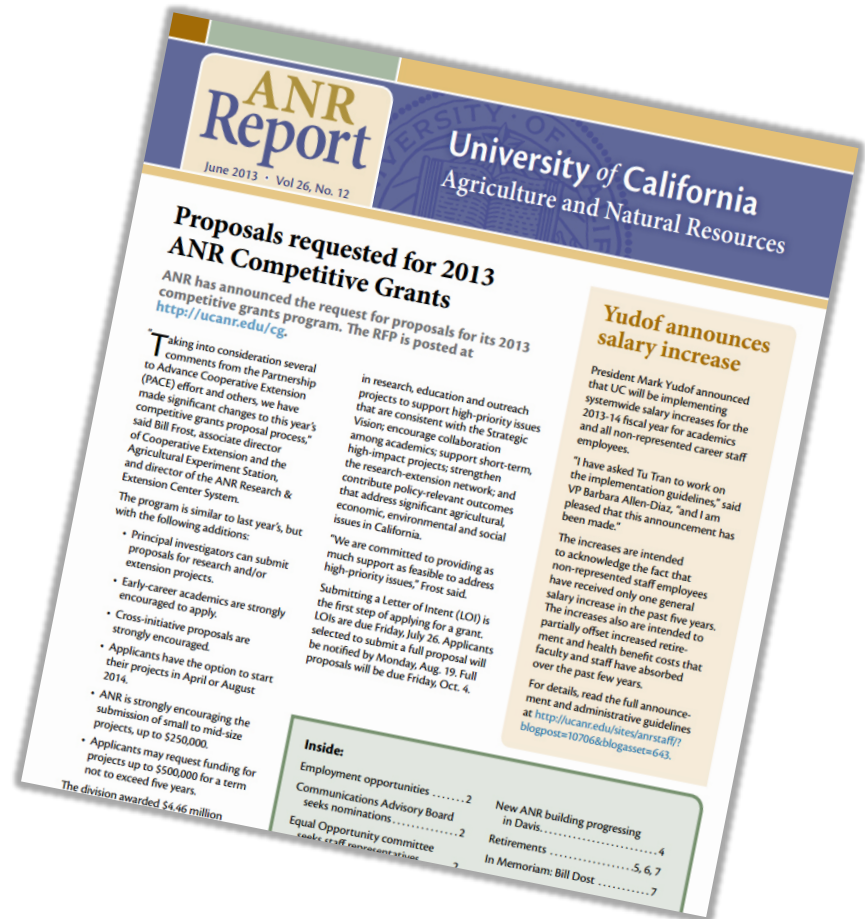 ANR
Report
June 2013 • Vol 26, No. 12
University of California
Agriculture and Natural Resources
Proposals requested for 2013
ANR Competitive Grants
ANR has announced the request for proposals for its 2013
competitive grants program. The RFP is posted at
http://ucanr.edu/cg.
"Taking into consideration several
comments from the Partnership
to Advance Cooperative Extension
(PACE) effort and others, we have
made significant changes to this year's
competitive grants proposal process,"
said Bill Frost, associate director
of Cooperative Extension and the
Agricultural Experiment Station,
and director of the ANR Research &
Extension Center System.
The program is similar to last year's, but
with the following additions:
• Principal investigators can submit
proposals for research and/or
extension projects.
• Early-career academics are strongly
encouraged to apply.
• Cross-initiative proposals are
strongly encouraged.
• Applicants have the option to start
their projects in April or August
2014.
• ANR is strongly encouraging the
submission of small to mid-size
projects, up to $250,000.
• Applicants may request funding for
projects up to $500,000 for a term
not to exceed five years.
The division awarded $4.46 million
in research, education and outreach
projects to support high-priority issues
that are consistent with the Strategic
Vision; encourage collaboration
among academics; support short-term,
high-impact projects; strengthen
the research-extension network; and
contribute policy-relevant outcomes
that address significant agricultural,
economic, environmental and social
issues in California.
"We are committed to providing as
much support as feasible to address
high-priority issues," Frost said.
Submitting a Letter of Intent (LOI) is
the first step of applying for a grant.
LOIs are due Friday, July 26. Applicants
selected to submit a full proposal will
be notified by Monday, Aug. 19. Full
proposals will be due Friday, Oct. 4.
Yudof announces
salary increase
President Mark Yudof announced
that UC will be implementing
systemwide salary increases for the
2013-14 fiscal year for academics
and all non-represented career staff
employees.
"I have asked Tu Tran to work on
the implementation guidelines," said
VP Barbara Allen-Diaz, "and I am
pleased that this announcement has
been made."
The increases are intended
to acknowledge the fact that
non-represented staff employees
have received only one general
salary increase in the past five years.
The increases also are intended to
partially offset increased retire-
ment and health benefit costs that
faculty and staff have absorbed
over the past few years.
For details, read the full announce-
ment and administrative guidelines
at http://ucanr.edu/sites/anrstaff/?
blogpost=10706&blogasset=643.
Inside:
Employment opportunities ....... 2
Communications Advisory Board
seeks nominations ............... 2
Equal Opportunity committee
seeks staff representatives
New ANR building progressing
in Davis ....................... 4
Retirements ............... 5, 6, 7
In Memoriam: Bill Dost .......... 7